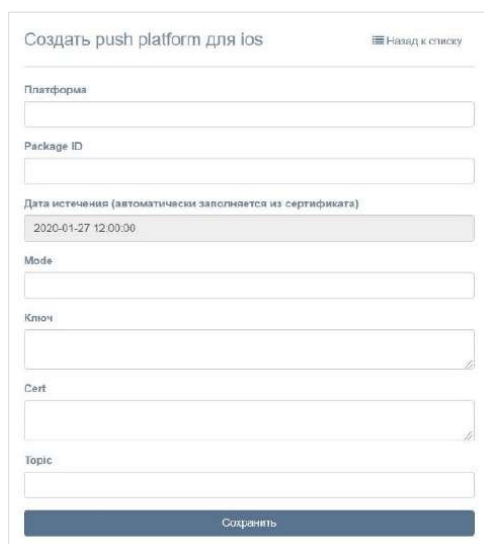 Создать push platform для ios
Назад к списку
Платформа
Package ID
Дата истечения (автоматически заполняется из сертификата)
2020-01-27 12:00:00
Mode
Ключ
Cert
Topic
Сохранить